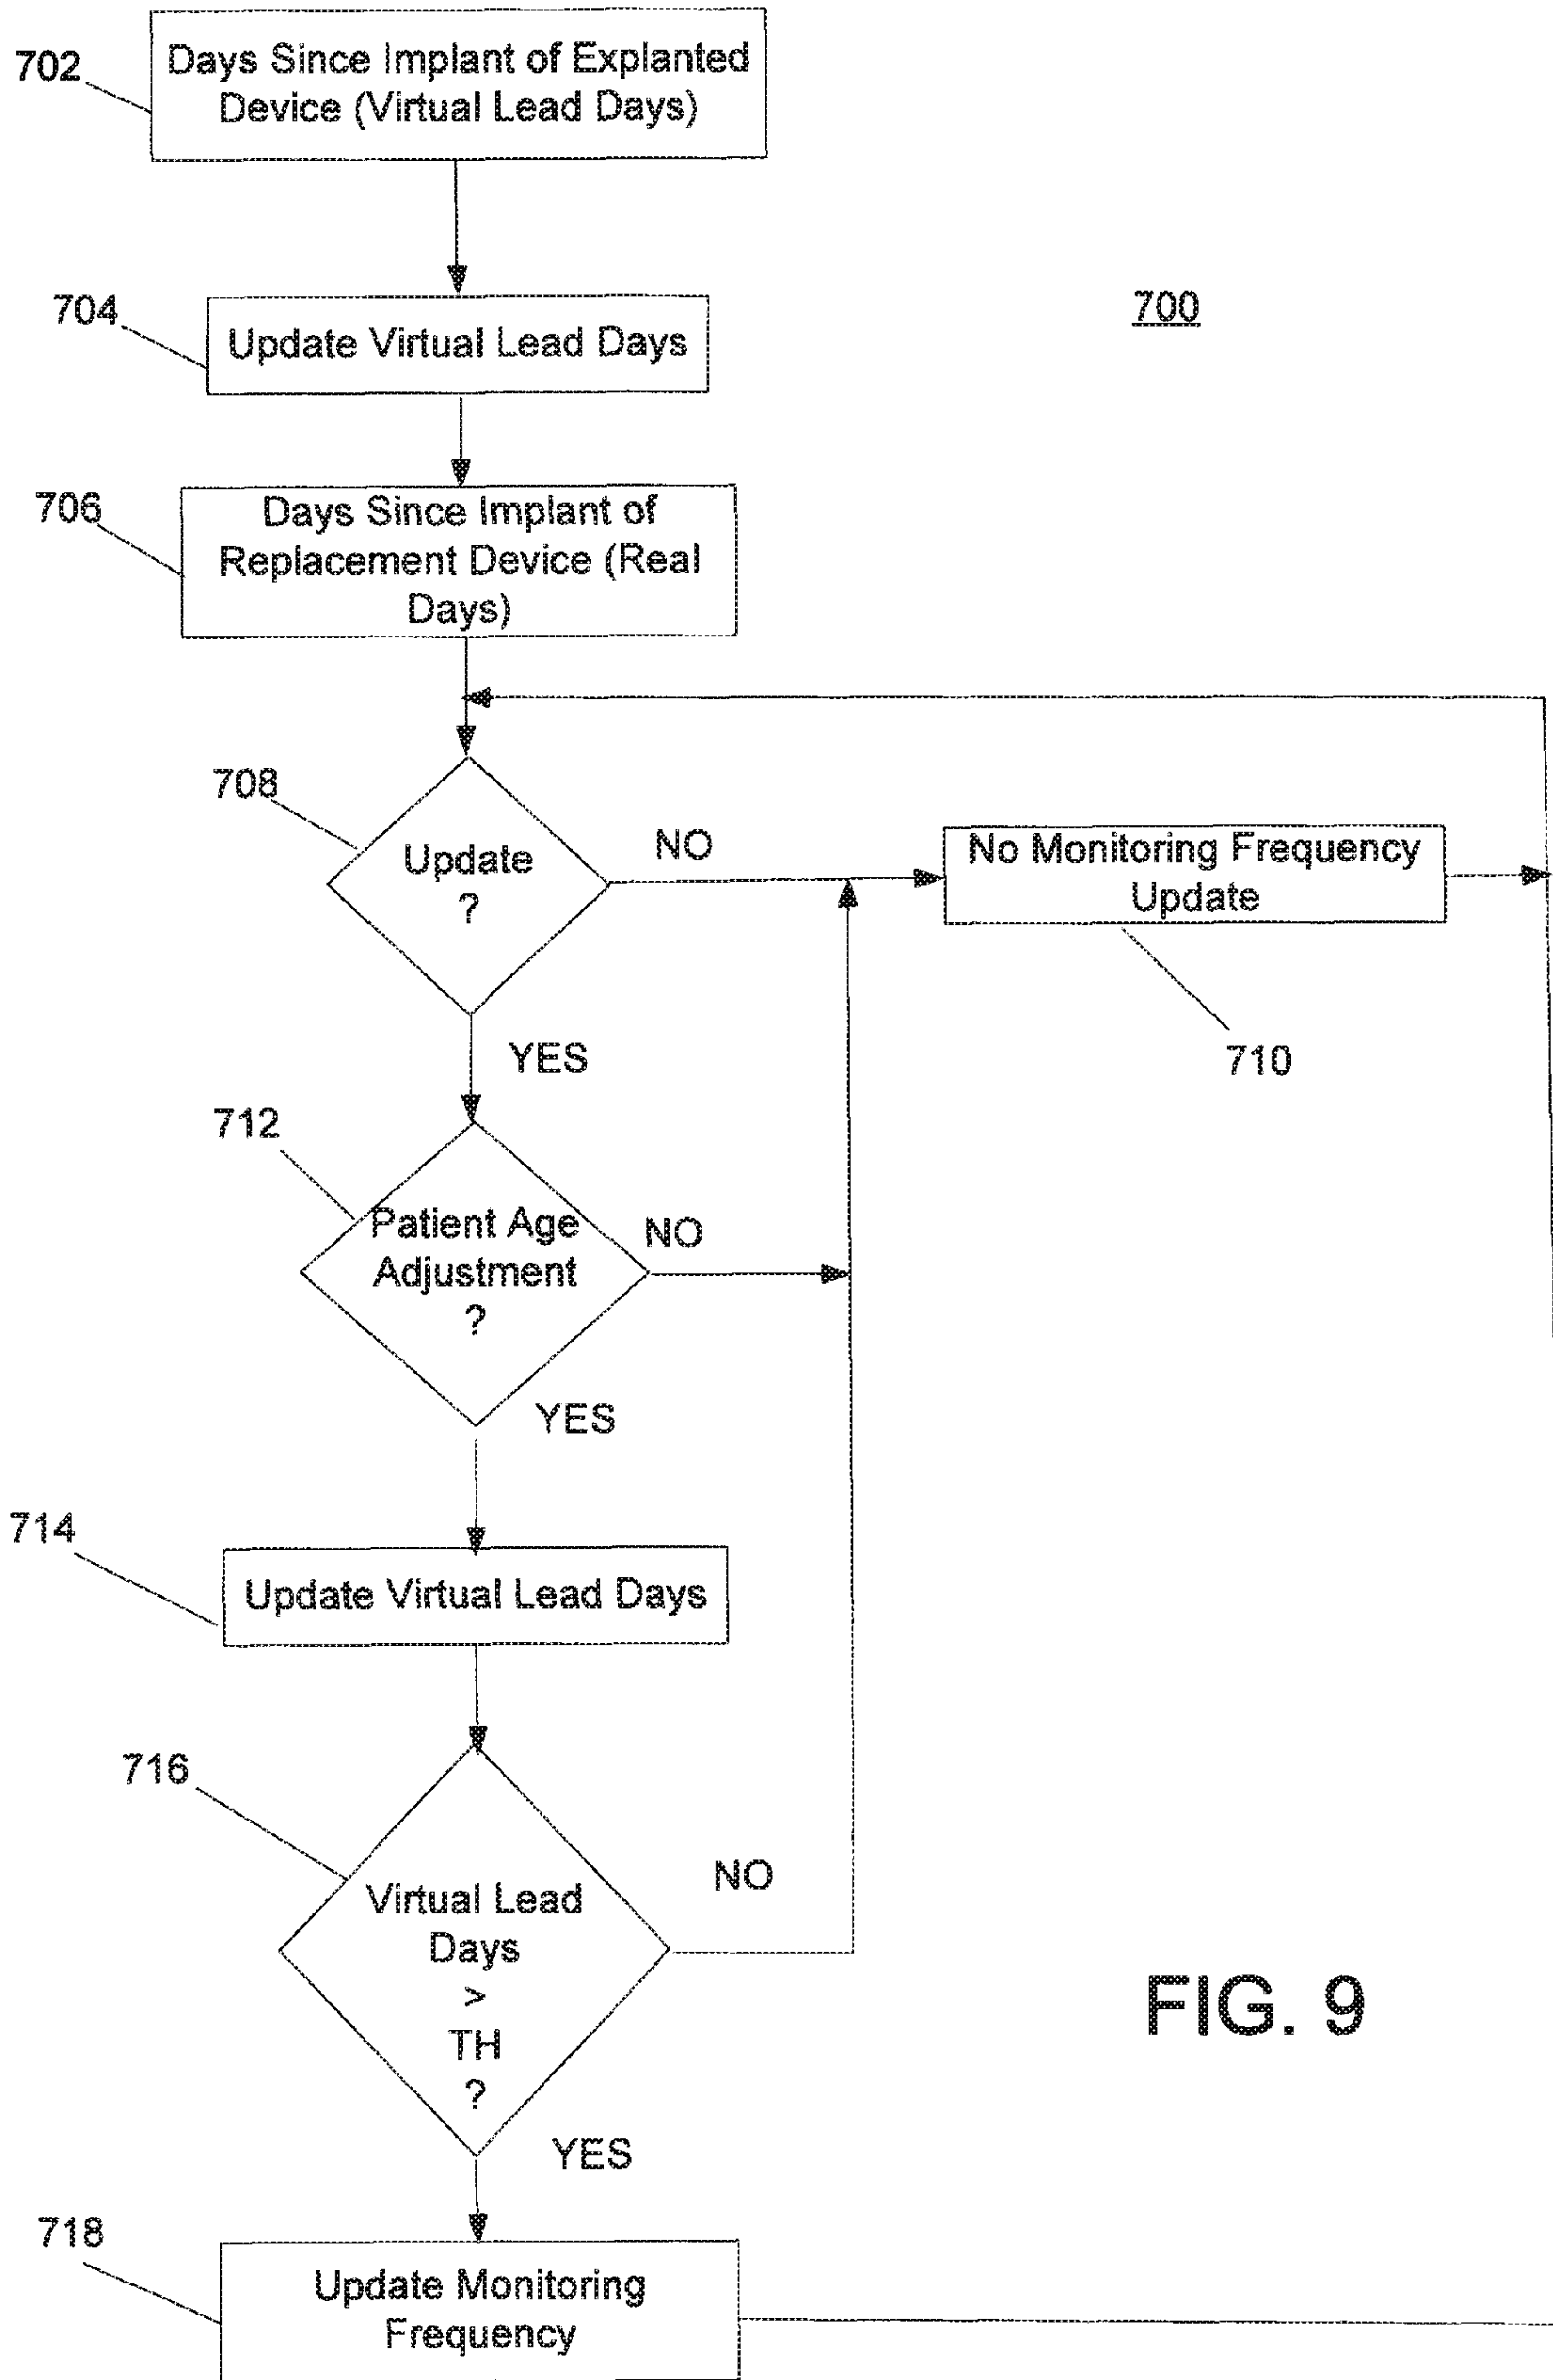 702
Days Since Implant of Explanted
Device (Virtual Lead Days)
704
Update Virtual Lead Days
700
706
Days Since Implant of
Replacement Device (Real
Days)
708
Update
?
NO
No Monitoring Frequency
Update
710
YES
712
Patient Age
Adjustment
?
NO
YES
714
Update Virtual Lead Days
716
Virtual Lead
Days
>
TH
?
NO
YES
FIG. 9
718
Update Monitoring
Frequency